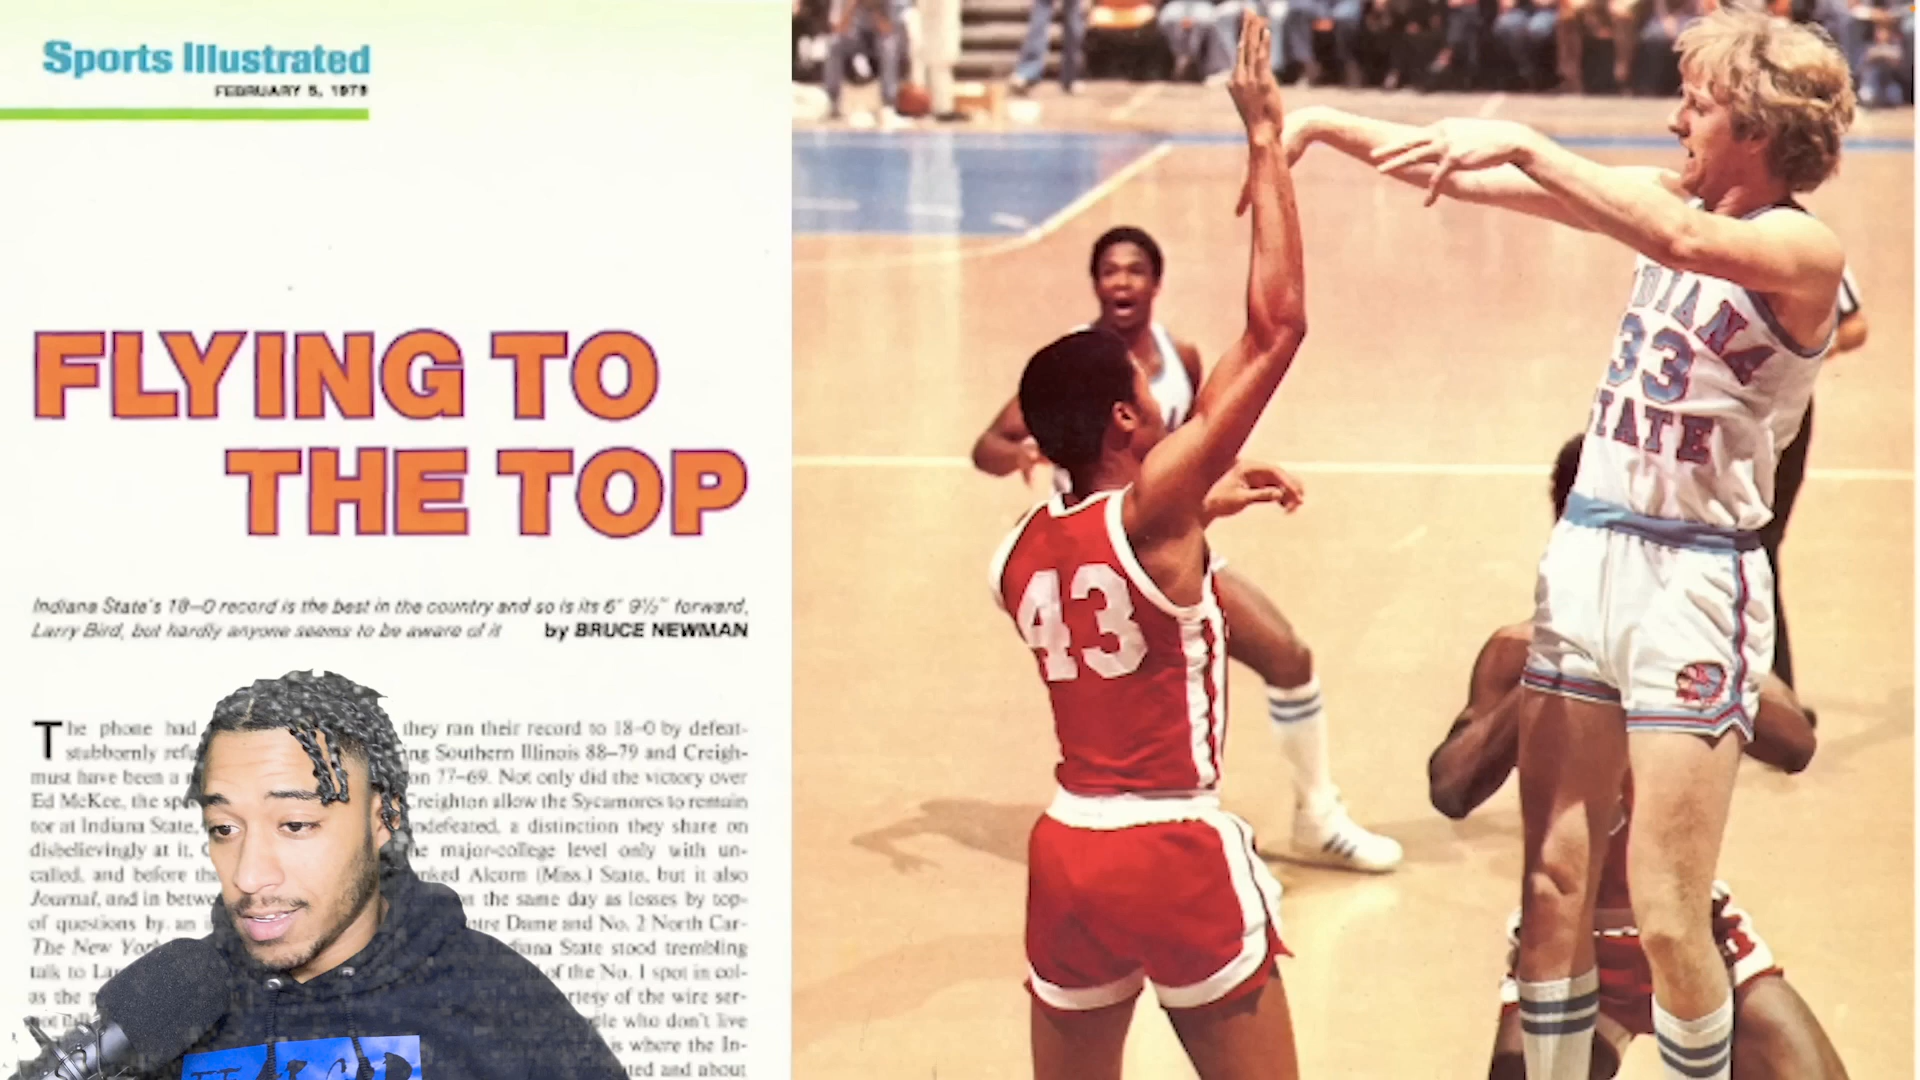 Sports Illustrated
FEBRUARY 5, 1979
FLYING TO
THE TOP
Indiana State's 18–0 record is the best in the country and so is its 6' 9½" forward,
Larry Bird, but hardly anyone seems to be aware of it by BRUCE NEWMAN
The phone had
stubbornly
must have been a
Ed McKee, the
tor at Indiana State,
disbelievingly at it.
called, and before
Journal, and in
of questions by an
The New
talk to
as the
they ran their record to 18–0 by defeat-
ing Southern Illinois 88–79 and Creigh-
ton 77–69. Not only did the victory over
Creighton allow the Sycamores to remain
undefeated, a distinction they share on
the major-college level only with un-
ranked Alcorn (Miss.) State, but it also
on the same day as losses by top-
Notre Dame and No. 2 North Car-
Indiana State stood trembling
of the No. 1 spot in col-
courtesy of the wire ser-
people who don't live
is where the In-
and about
INDIANA
33
STATE
43